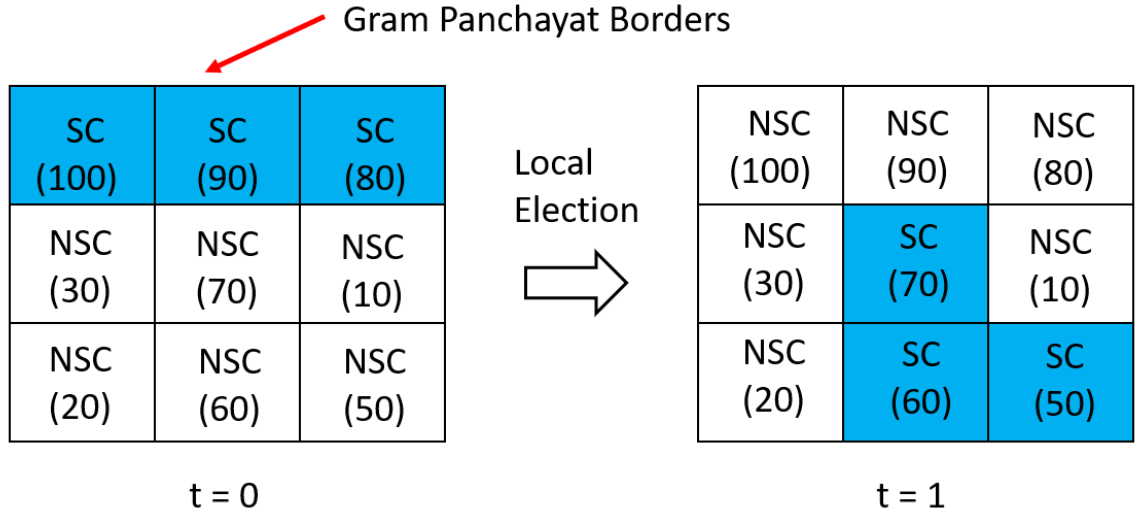 Gram Panchayat Borders
SC SC SC
(100) (90) (80)
NSC NSC NSC
(30) (70) (10)
NSC NSC NSC
(20) (60) (50)
t = 0
Local
Election
NSC NSC NSC
(100) (90) (80)
NSC SC NSC
(30) (70) (10)
NSC SC SC
(20) (60) (50)
t = 1